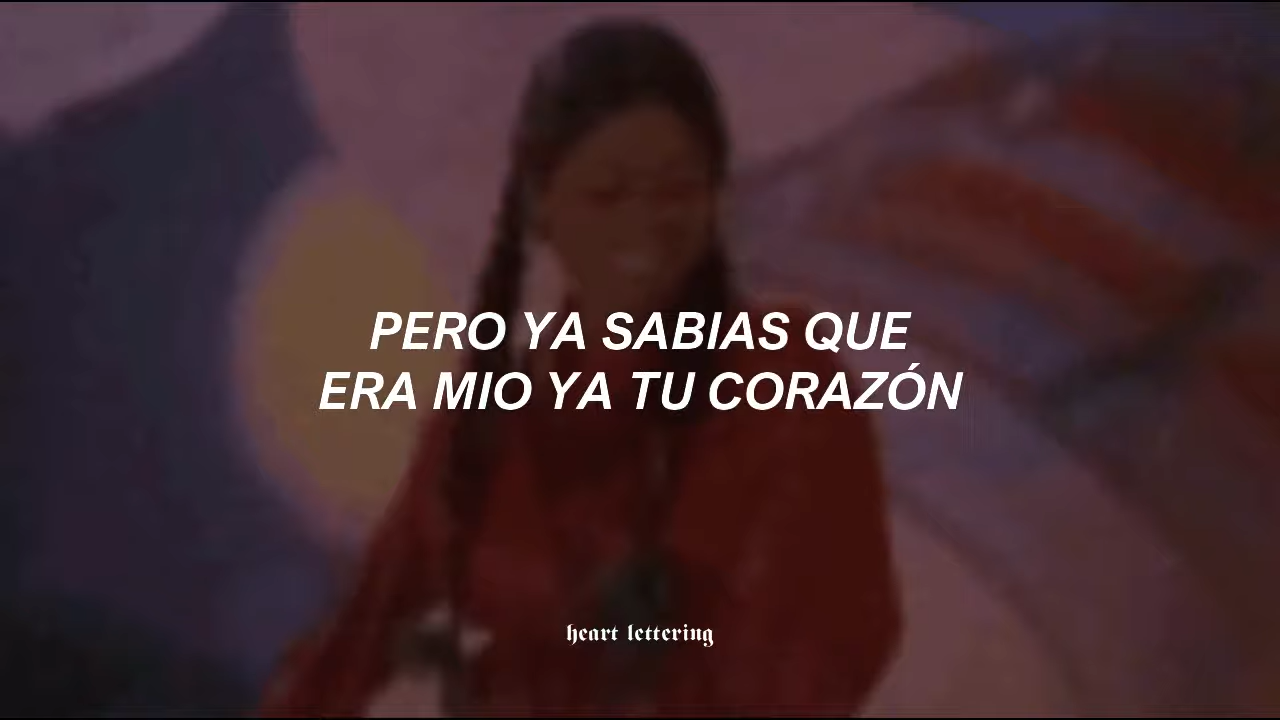 PERO YA SABIAS QUE
ERA MIO YA TU CORAZÓN
heart lettering